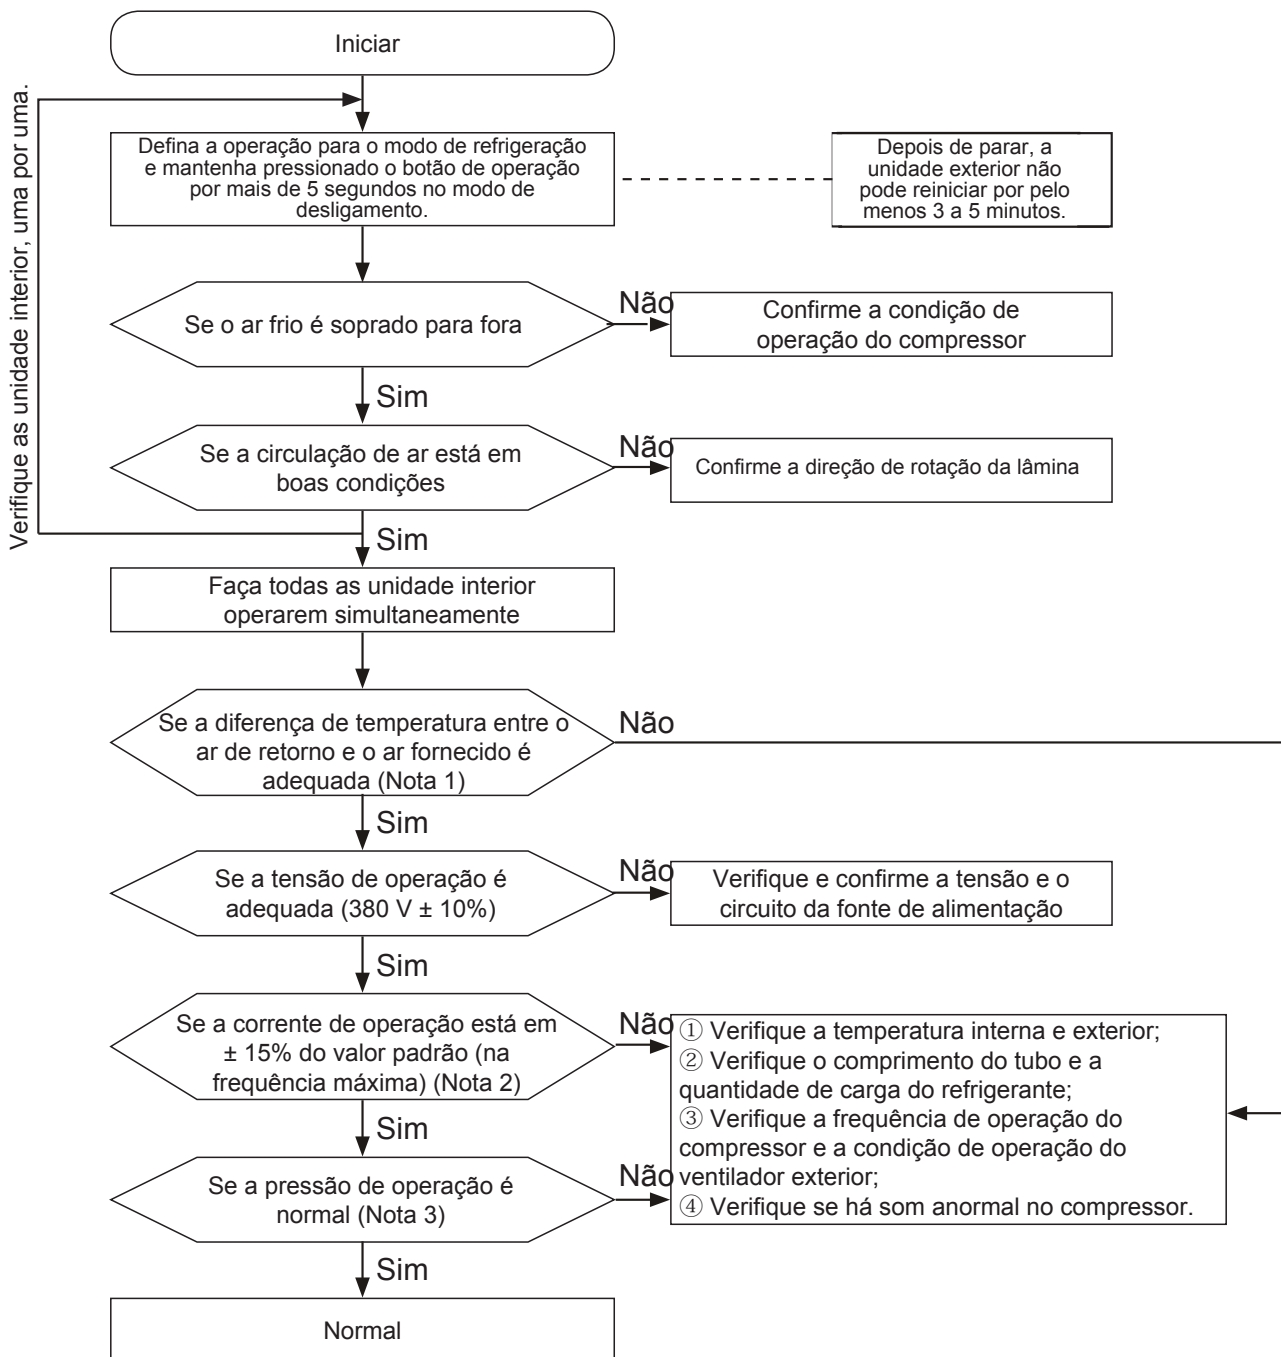 Iniciar
Verifique as unidade interior, uma por uma.
Defina a operação para o modo de refrigeração
e mantenha pressionado o botão de operação
por mais de 5 segundos no modo de
desligamento.
Depois de parar, a
unidade exterior não
pode reiniciar por pelo
menos 3 a 5 minutos.
Se o ar frio é soprado para fora
Não
Confirme a condição de
operação do compressor
Sim
Se a circulação de ar está em
boas condições
Não
Confirme a direção de rotação da lâmina
Sim
Faça todas as unidade interior
operarem simultaneamente
Se a diferença de temperatura entre o
ar de retorno e o ar fornecido é
adequada (Nota 1)
Não
Sim
Se a tensão de operação é
adequada (380 V ± 10%)
Não
Verifique e confirme a tensão e o
circuito da fonte de alimentação
Sim
Se a corrente de operação está em
± 15% do valor padrão (na
frequência máxima) (Nota 2)
Não
① Verifique a temperatura interna e exterior;
② Verifique o comprimento do tubo e a
quantidade de carga do refrigerante;
③ Verifique a frequência de operação do
compressor e a condição de operação do
ventilador exterior;
④ Verifique se há som anormal no compressor.
Sim
Se a pressão de operação é
normal (Nota 3)
Não
Sim
Normal